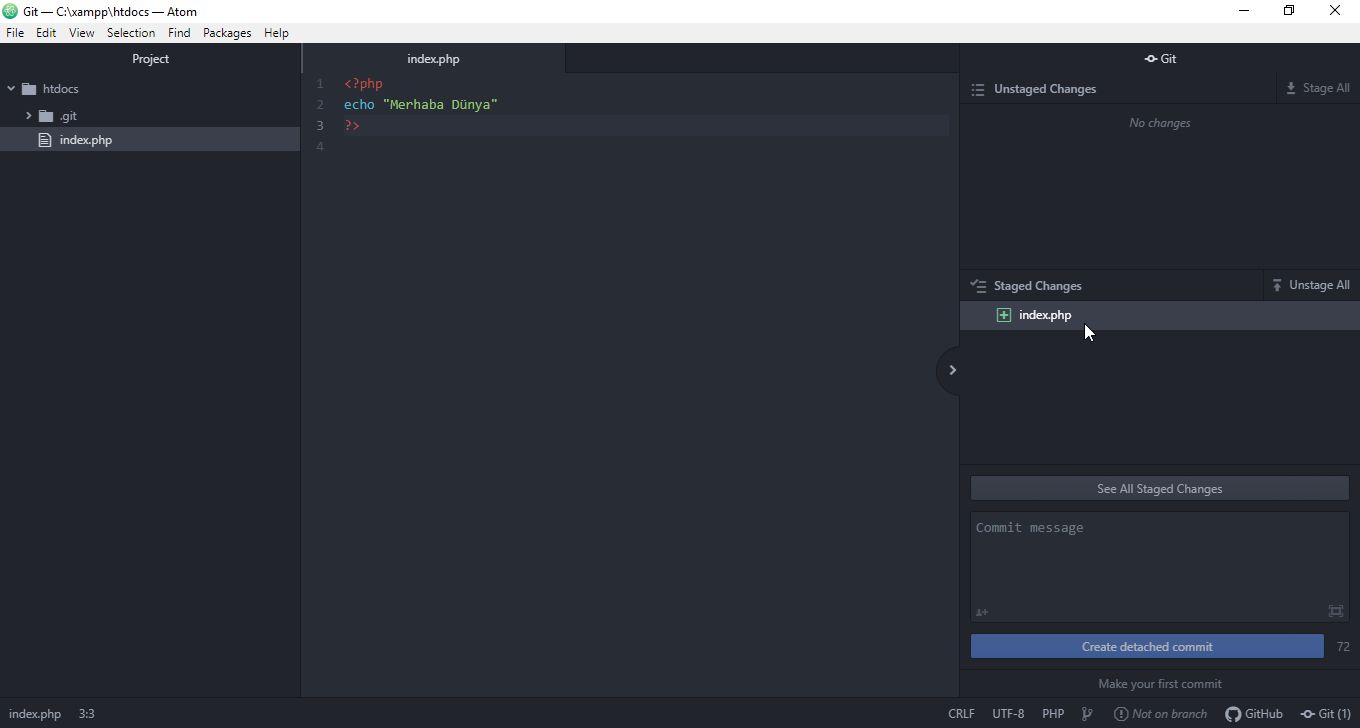 Git — C:\xampp\htdocs — Atom
File Edit View Selection Find Packages Help
Project
htdocs
.git
index.php
index.php
1 <?php
2 echo "Merhaba Dünya"
3 ?>
4
Git
Unstaged Changes Stage All
No changes
Staged Changes Unstage All
index.php
See All Staged Changes
Commit message
Create detached commit 72
Make your first commit
index.php 3:3 CRLF UTF-8 PHP Not on branch GitHub Git (1)